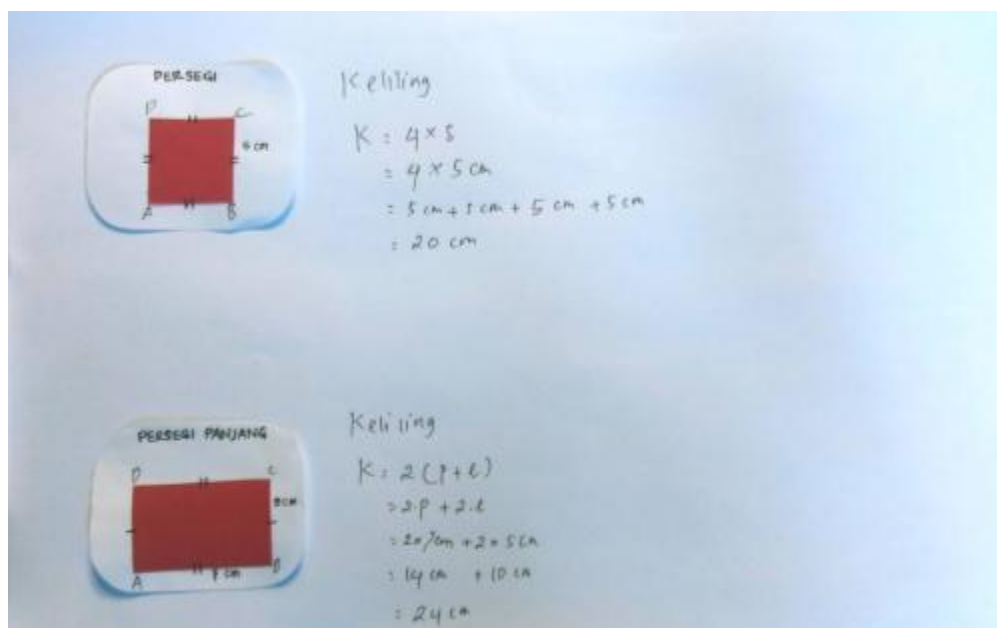 PERSEGI
D C
5 cm
A B
Keliling
K = 4 × s
= 4 × 5 cm
= 5 cm + 5 cm + 5 cm + 5 cm
= 20 cm
PERSEGI PANJANG
D C
5 cm
A 7 cm B
Keliling
K = 2 (p + l)
= 2.p + 2.l
= 2 × 7 cm + 2 × 5 cm
= 14 cm + 10 cm
= 24 cm